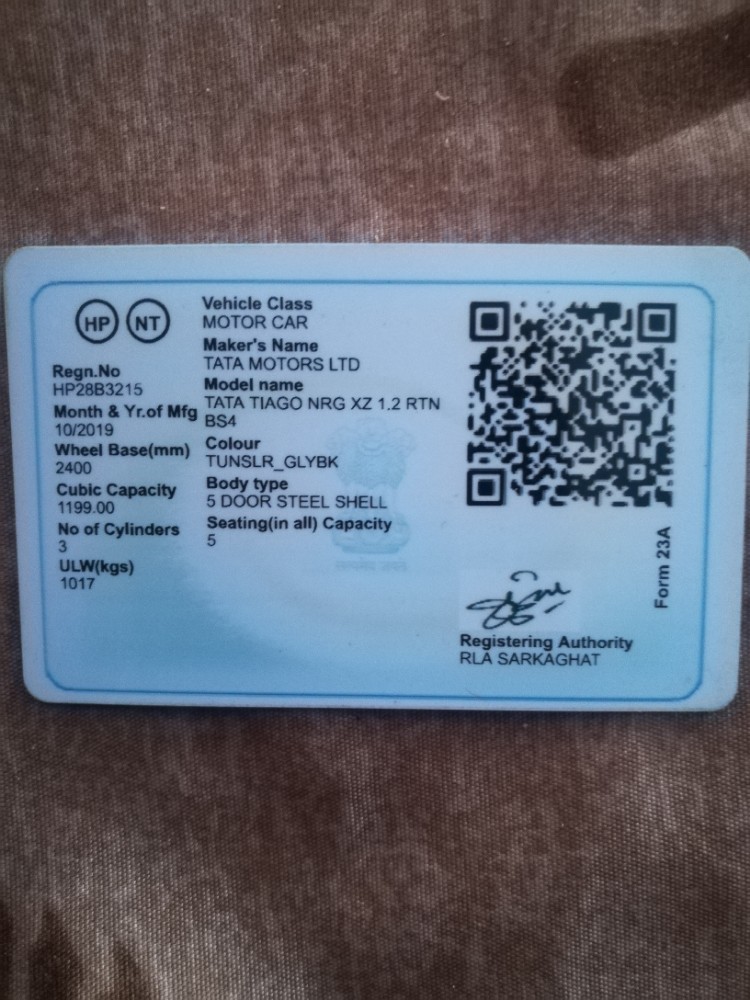 HP NT
Regn.No
HP28B3215
Month & Yr.of Mfg
10/2019
Wheel Base(mm)
2400
Cubic Capacity
1199.00
No of Cylinders
3
ULW(kgs)
1017
Vehicle Class
MOTOR CAR
Maker's Name
TATA MOTORS LTD
Model name
TATA TIAGO NRG XZ 1.2 RTN
BS4
Colour
TUNSLR_GLYBK
Body type
5 DOOR STEEL SHELL
Seating(in all) Capacity
5
Form 23A
Registering Authority
RLA SARKAGHAT